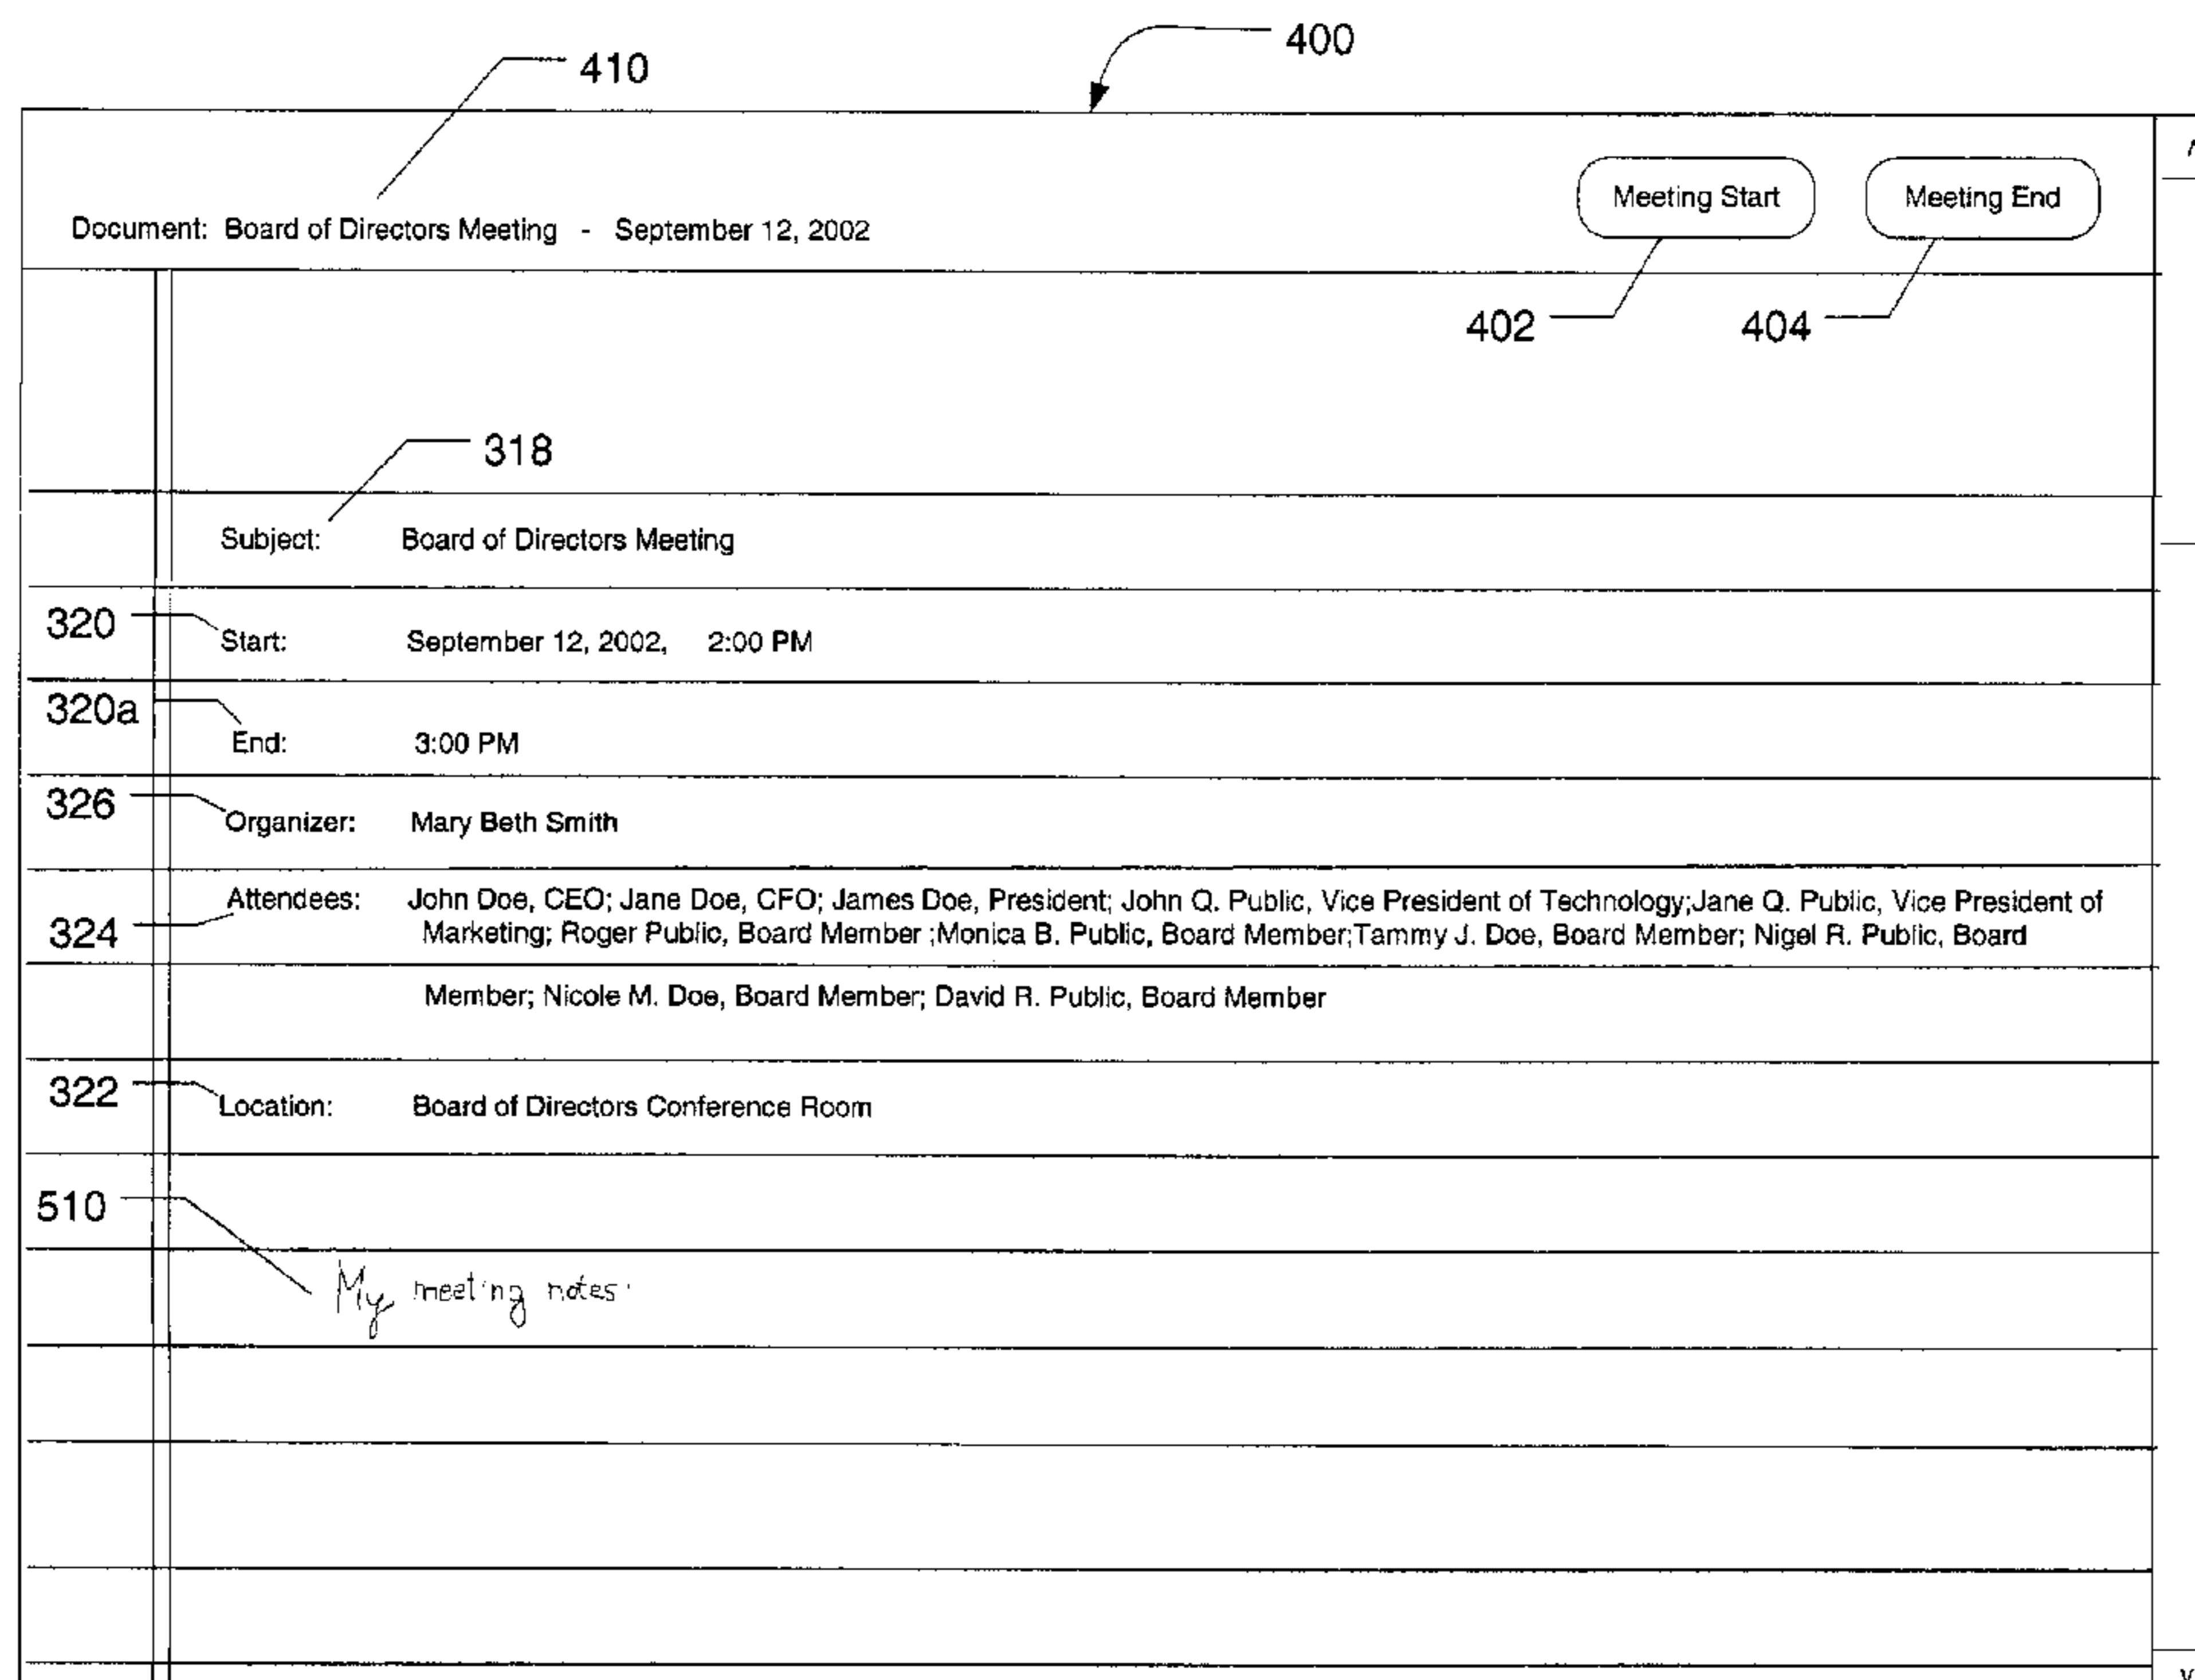 400
410
Meeting Start Meeting End
Document: Board of Directors Meeting - September 12, 2002
402 404
318
Subject: Board of Directors Meeting
320
Start: September 12, 2002, 2:00 PM
320a
End: 3:00 PM
326
Organizer: Mary Beth Smith
Attendees: John Doe, CEO; Jane Doe, CFO; James Doe, President; John Q. Public, Vice President of Technology;Jane Q. Public, Vice President of
324 Marketing; Roger Public, Board Member ;Monica B. Public, Board Member;Tammy J. Doe, Board Member; Nigel R. Public, Board
Member; Nicole M. Doe, Board Member; David R. Public, Board Member
322
Location: Board of Directors Conference Room
510
My meeting notes